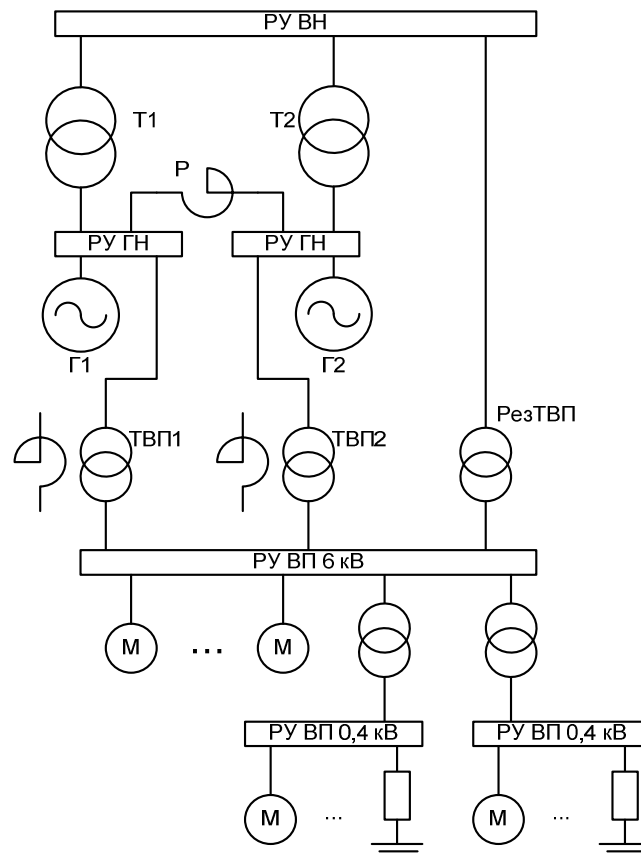 РУ ВН
Т1
Т2
Р
РУ ГН
РУ ГН
Г1
Г2
РезТВП
ТВП1
ТВП2
РУ ВП 6 кВ
М
...
М
РУ ВП 0,4 кВ
РУ ВП 0,4 кВ
М
...
М
...